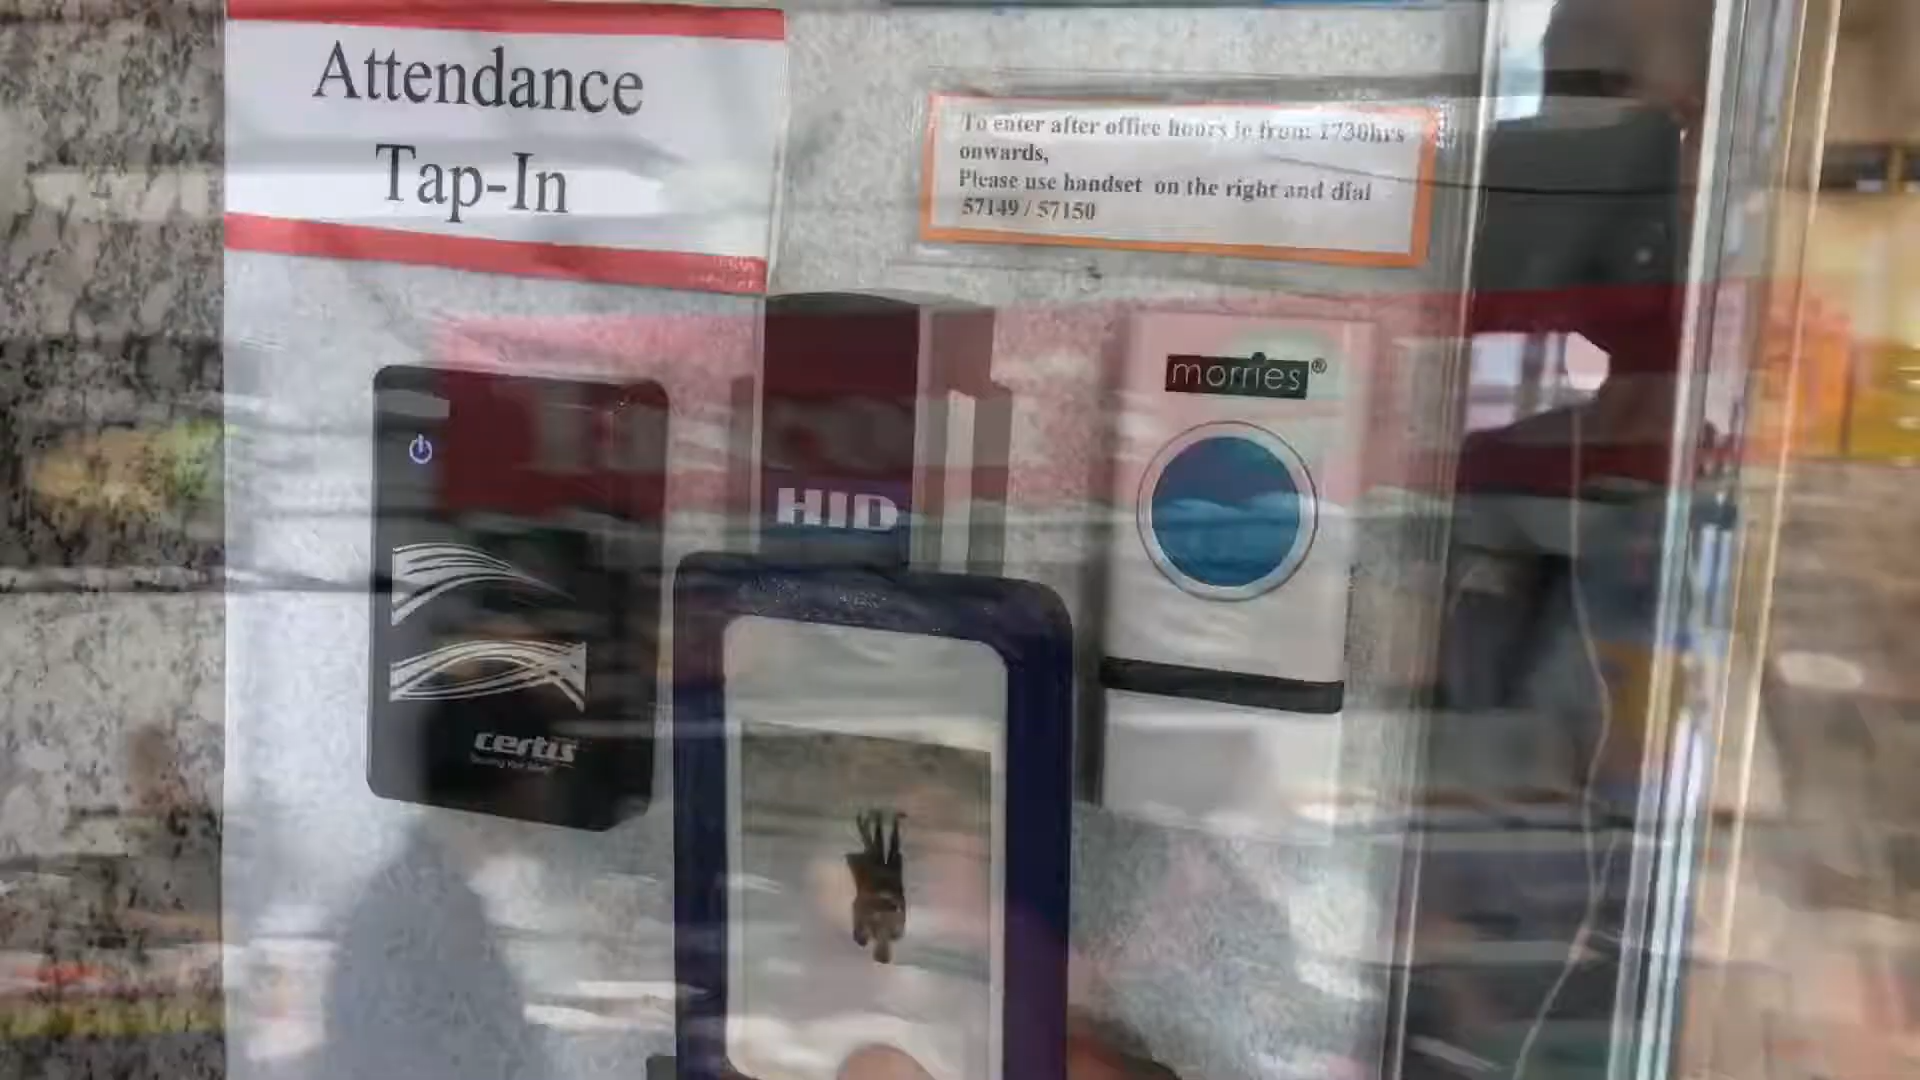 Attendance
Tap-In
To enter after office hours ie from 1730hrs
onwards,
Please use handset on the right and dial
57149 / 57150
morries®
HID
certis